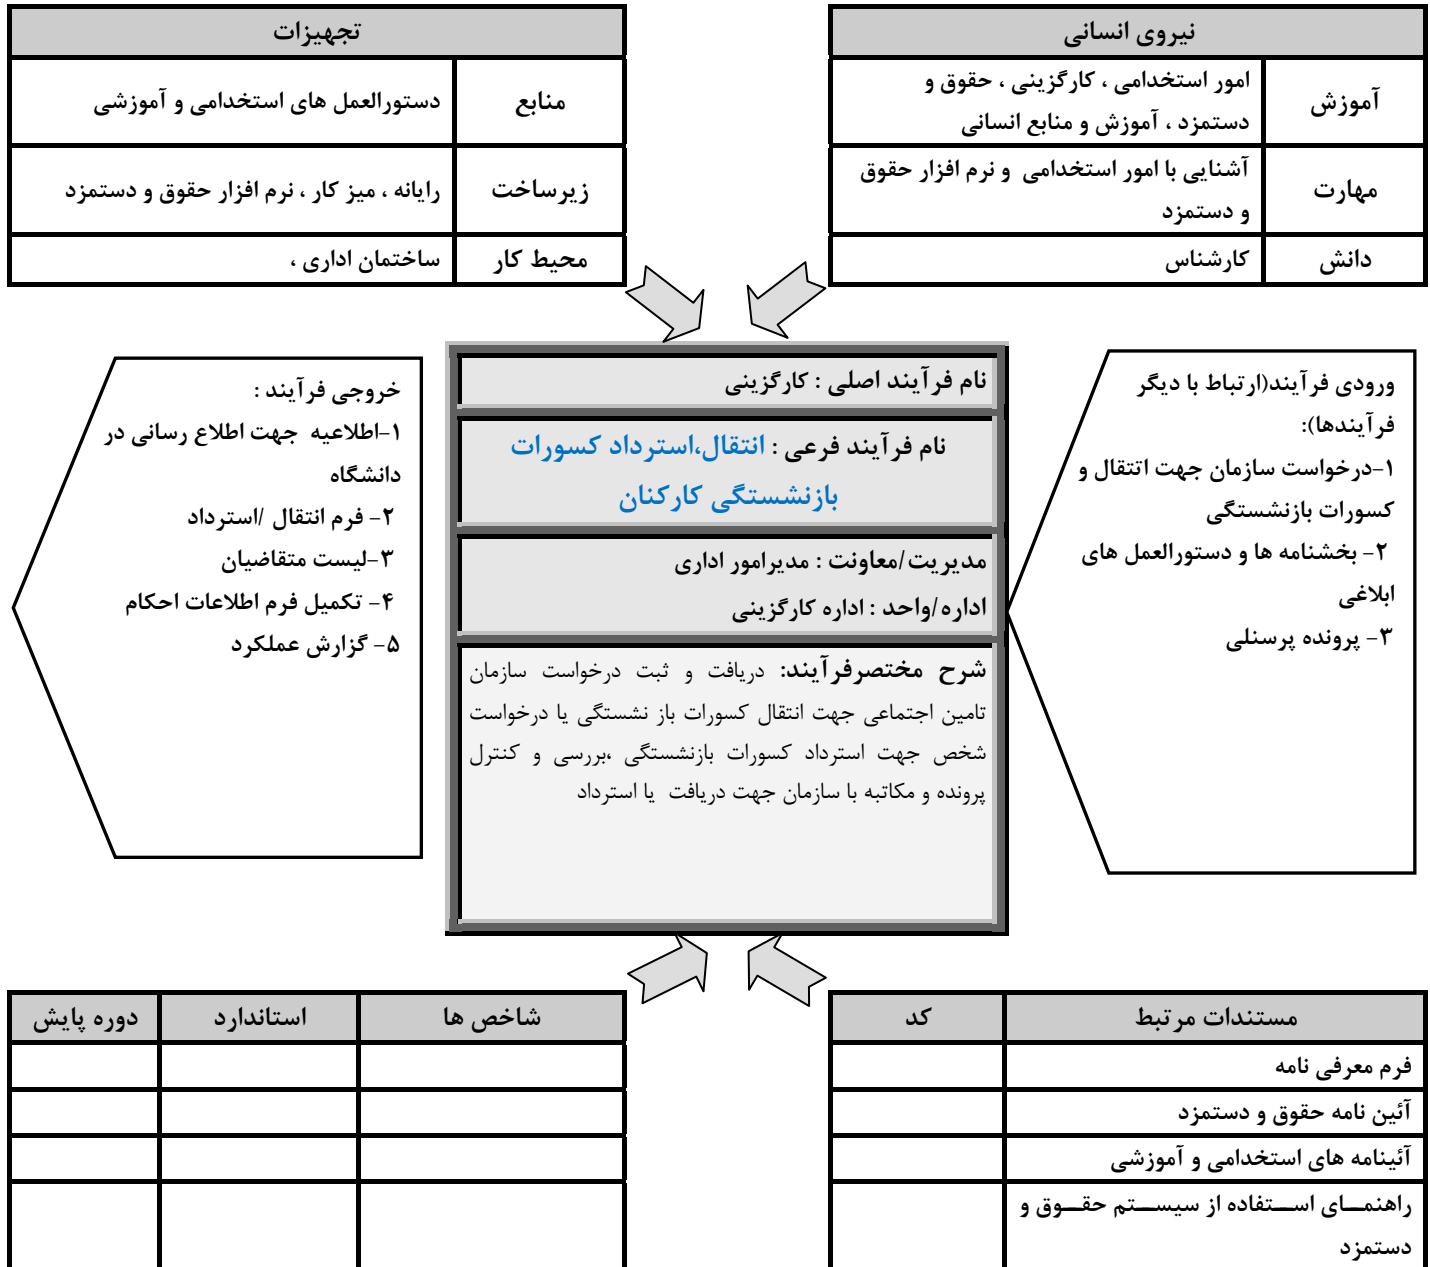 نیروی انسانی
آموزش
امور استخدامی ، کارگزینی ، حقوق و
دستمزد ، آموزش و منابع انسانی
مهارت
آشنایی با امور استخدامی و نرم افزار حقوق
و دستمزد
دانش
کارشناس
تجهیزات
منابع
دستورالعمل های استخدامی و آموزشی
زیرساخت
رایانه ، میز کار ، نرم افزار حقوق و دستمزد
محیط کار
ساختمان اداری ،
ورودی فرآیند(ارتباط با دیگر
فرآیندها):
۱-درخواست سازمان جهت اتتقال و
کسورات بازنشستگی
۲- بخشنامه ها و دستورالعمل های
ابلاغی
۳- پرونده پرسنلی
نام فرآیند اصلی : کارگزینی
نام فرآیند فرعی : انتقال،استرداد کسورات
بازنشستگی کارکنان
مدیریت/معاونت : مدیرامور اداری
اداره/واحد : اداره کارگزینی
شرح مختصرفرآیند: دریافت و ثبت درخواست سازمان
تامین اجتماعی جهت انتقال کسورات باز نشستگی یا درخواست
شخص جهت استرداد کسورات بازنشستگی ،بررسی و کنترل
پرونده و مکاتبه با سازمان جهت دریافت یا استرداد
خروجی فرآیند :
۱-اطلاعیه جهت اطلاع رسانی در
دانشگاه
۲- فرم انتقال /استرداد
۳-لیست متقاضیان
۴- تکمیل فرم اطلاعات احکام
۵- گزارش عملکرد
مستندات مرتبط
کد
فرم معرفی نامه
آئین نامه حقوق و دستمزد
آئینامه های استخدامی و آموزشی
راهنمــای اســتفاده از سیســتم حقــوق و
دستمزد
شاخص ها
استاندارد
دوره پایش